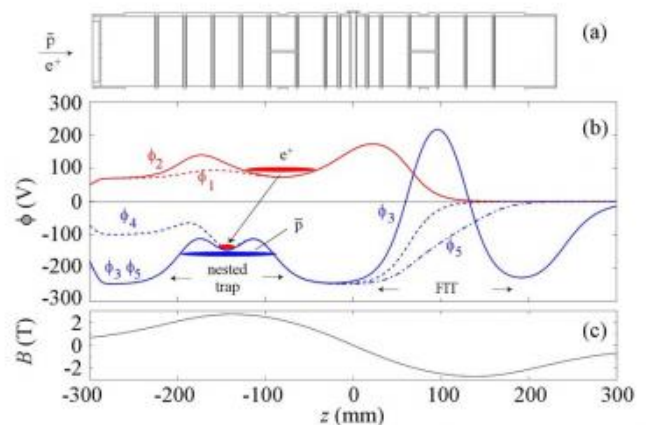 p̄
e⁺
(a)
300
200
100
0
-100
-200
-300
ϕ (V)
(b)
ϕ₂
ϕ₁
e⁺
ϕ₄
ϕ₃ ϕ₅
p̄
nested
trap
ϕ₃
ϕ₅
FIT
2
0
-2
B (T)
(c)
-300 -200 -100 0 100 200 300
z (mm)